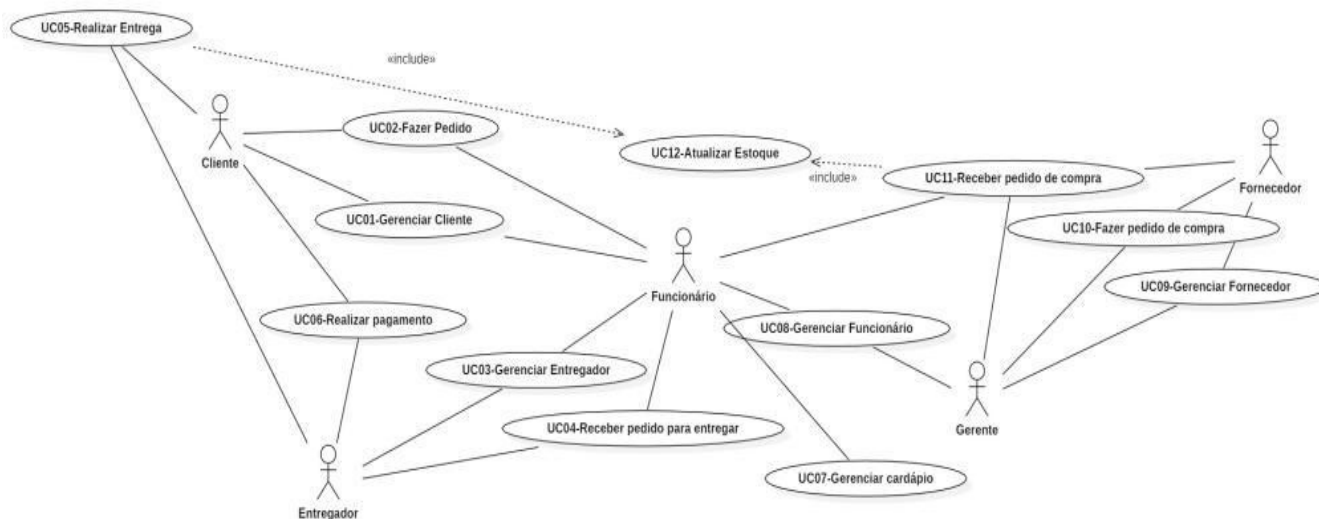 UC05-Realizar Entrega
«include»
UC02-Fazer Pedido
Cliente
UC12-Atualizar Estoque
«include»
UC11-Receber pedido de compra
Fornecedor
UC01-Gerenciar Cliente
UC10-Fazer pedido de compra
Funcionário
UC09-Gerenciar Fornecedor
UC06-Realizar pagamento
UC08-Gerenciar Funcionário
UC03-Gerenciar Entregador
UC04-Receber pedido para entregar
Gerente
UC07-Gerenciar cardápio
Entregador